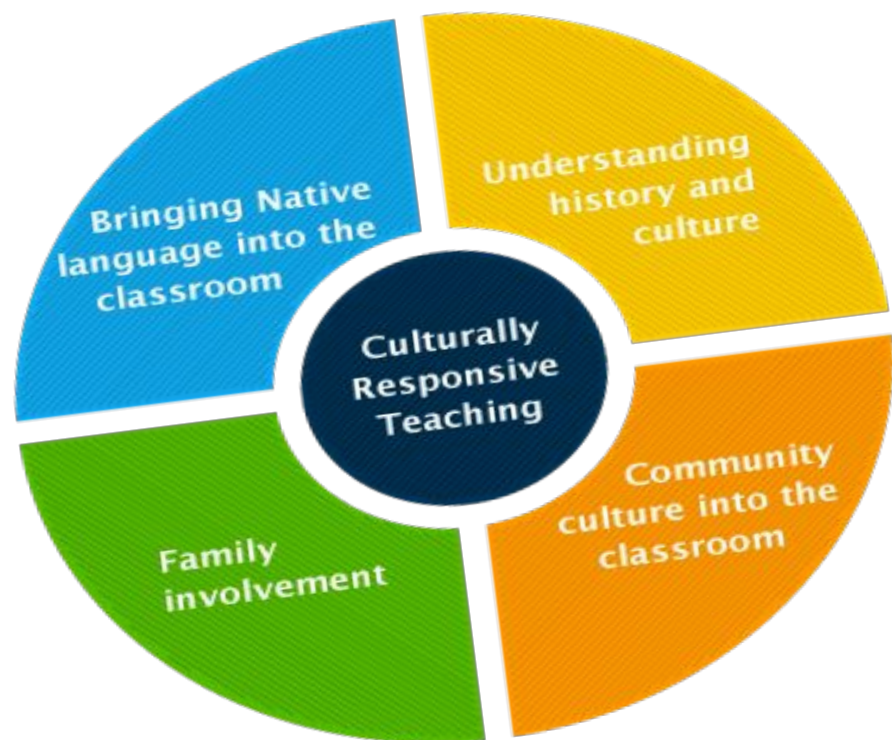 Bringing Native
language into the
classroom
Understanding
history and
culture
Culturally
Responsive
Teaching
Family
involvement
Community
culture into the
classroom